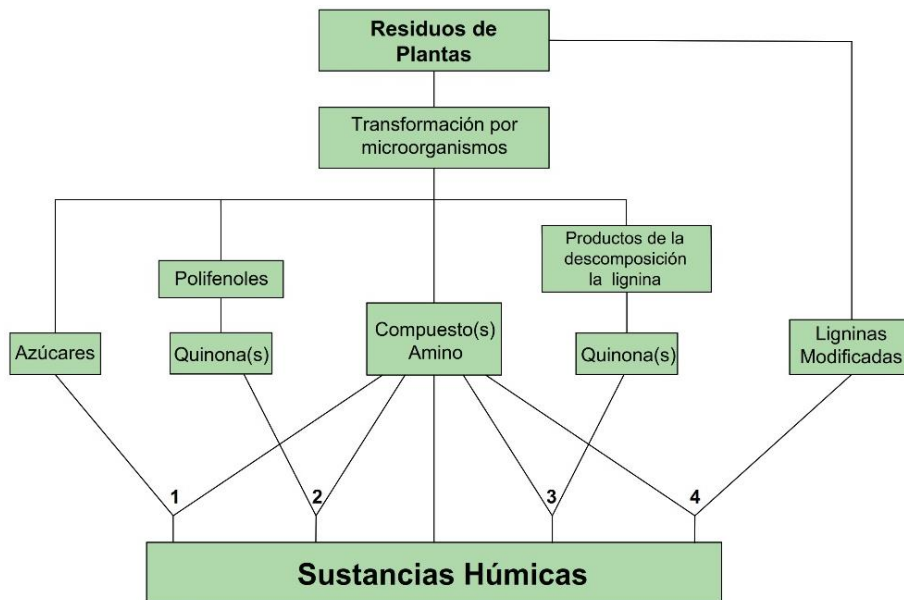 Residuos de
Plantas
Transformación por
microorganismos
Productos de la
descomposición
la lignina
Polifenoles
Azúcares
Quinona(s)
Compuesto(s)
Amino
Quinona(s)
Ligninas
Modificadas
1
2
3
4
Sustancias Húmicas